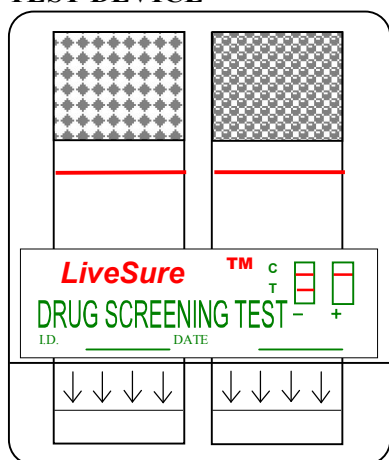 TEST DEVICE
LiveSure ™
C
T
DRUG SCREENING TEST
- +
I.D. DATE